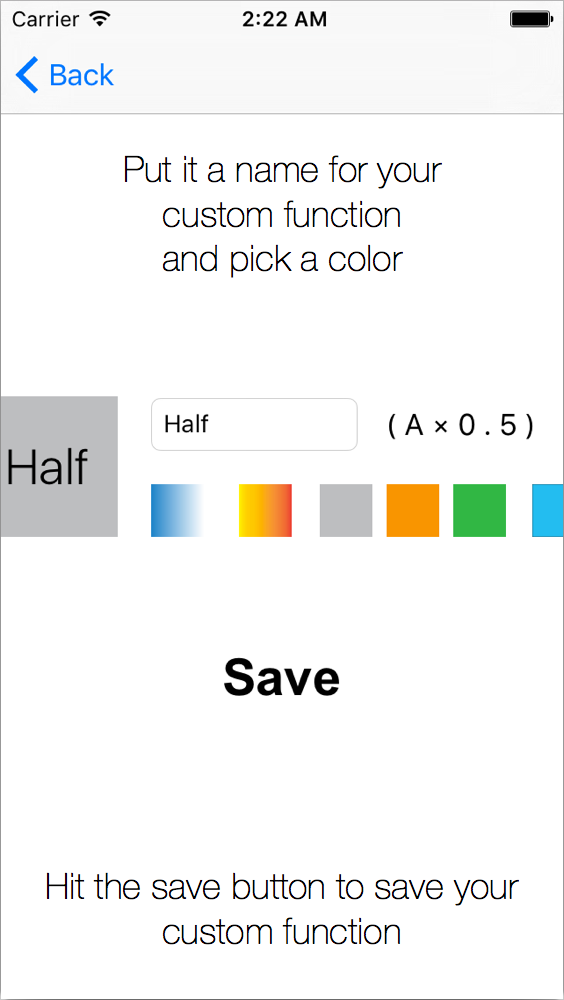 Carrier 2:22 AM
Back
Put it a name for your
custom function
and pick a color
Half
Half
( A × 0 . 5 )
Save
Hit the save button to save your
custom function